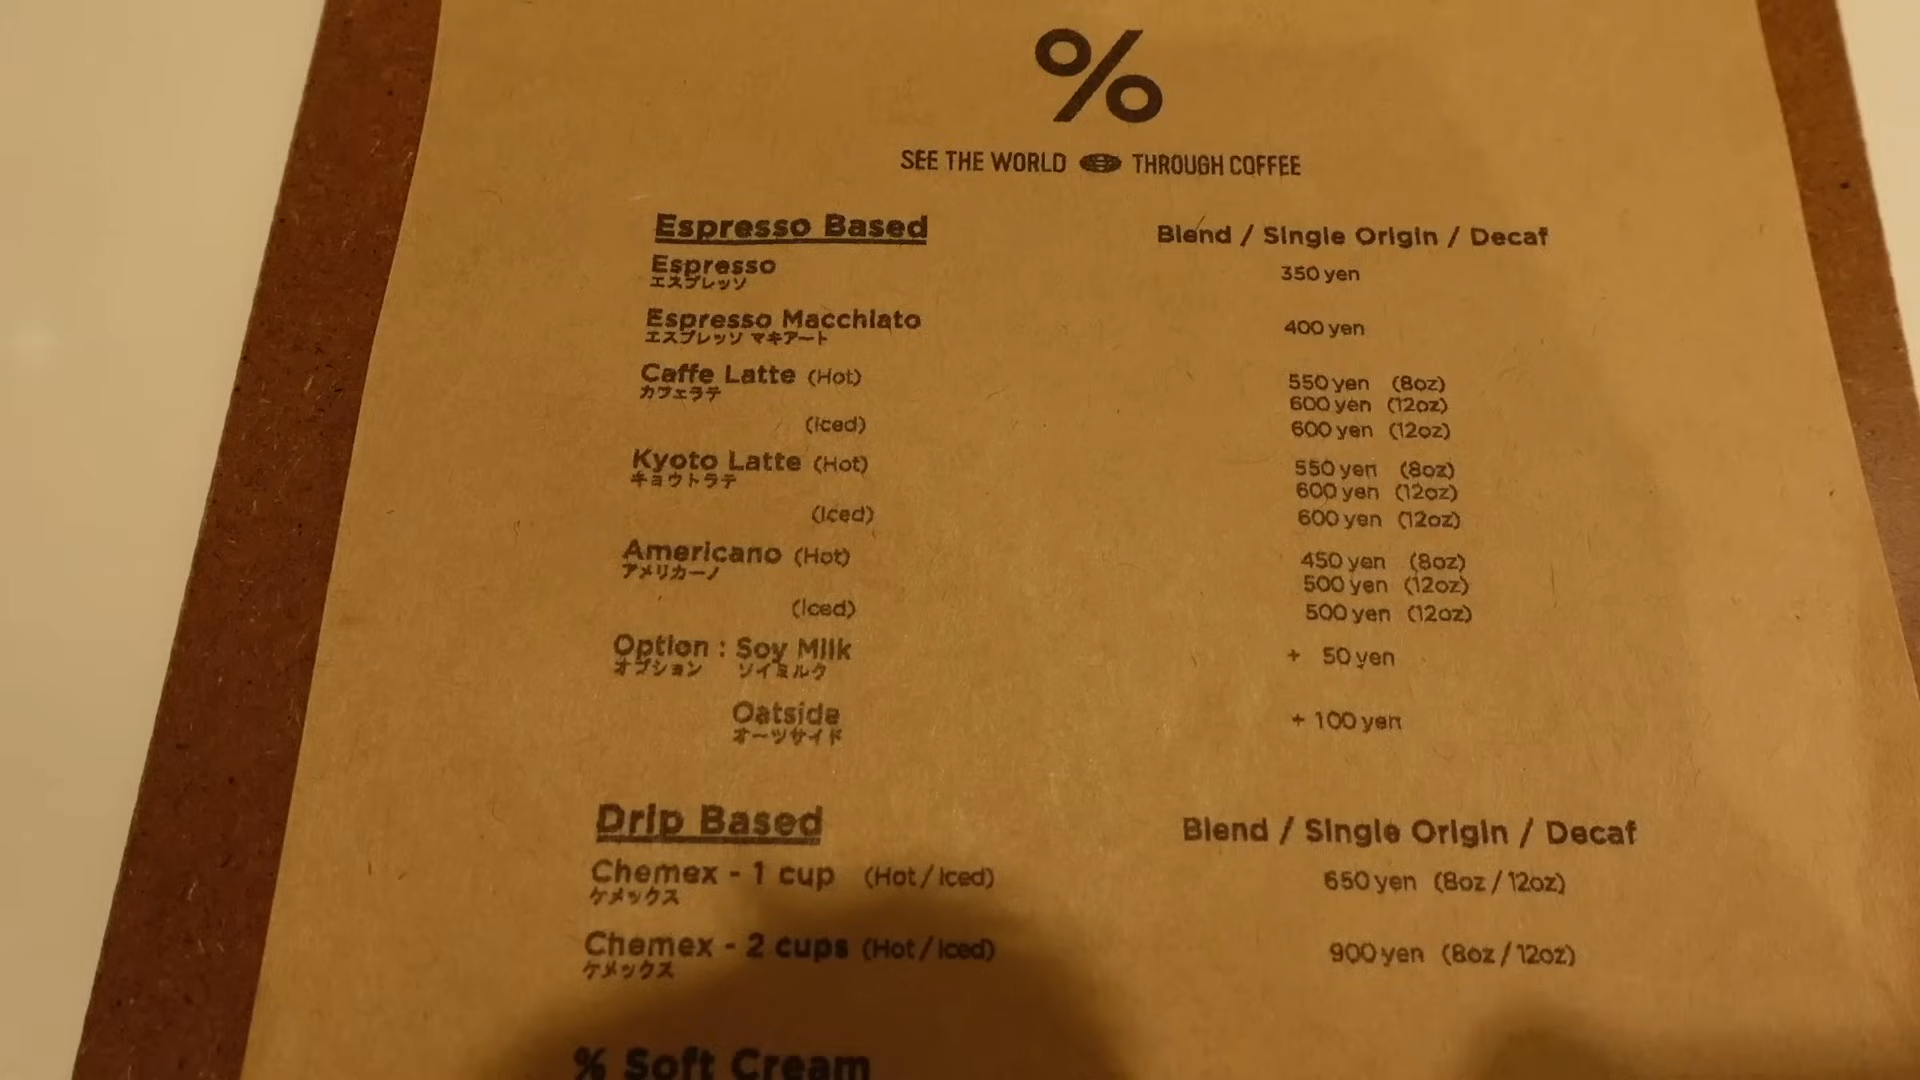 %
SEE THE WORLD THROUGH COFFEE
Espresso Based Blend / Single Origin / Decaf
Espresso 350 yen
エスプレッソ
Espresso Macchiato 400 yen
エスプレッソ マキアート
Caffe Latte (Hot) 550 yen (8oz)
カフェラテ
600 yen (12oz)
(Iced) 600 yen (12oz)
Kyoto Latte (Hot) 550 yen (8oz)
キョウトラテ
600 yen (12oz)
(Iced) 600 yen (12oz)
Americano (Hot) 450 yen (8oz)
アメリカーノ
500 yen (12oz)
(Iced) 500 yen (12oz)
Option : Soy Milk + 50 yen
オプション ソイミルク
Oatside + 100 yen
オーツサイド
Drip Based Blend / Single Origin / Decaf
Chemex - 1 cup (Hot / Iced) 650 yen (8oz / 12oz)
ケメックス
Chemex - 2 cups (Hot / Iced) 900 yen (8oz / 12oz)
ケメックス
% Soft Cream